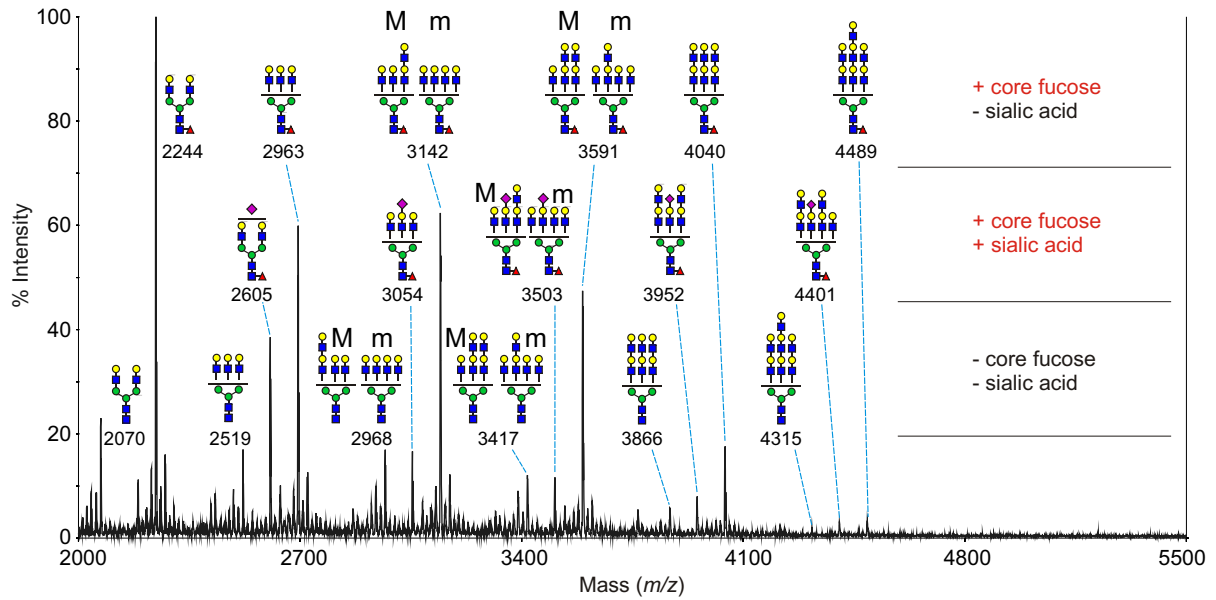 100
80
60
40
20
0
% Intensity
M m
2244
2963
3142
3591
4040
4489
M m
+ core fucose
- sialic acid
2605
3054
M m
3503
3952
4401
+ core fucose
+ sialic acid
2070
2519
M m
2968
M m
3417
3866
4315
- core fucose
- sialic acid
2000
2700
3400
4100
4800
5500
Mass (m/z)